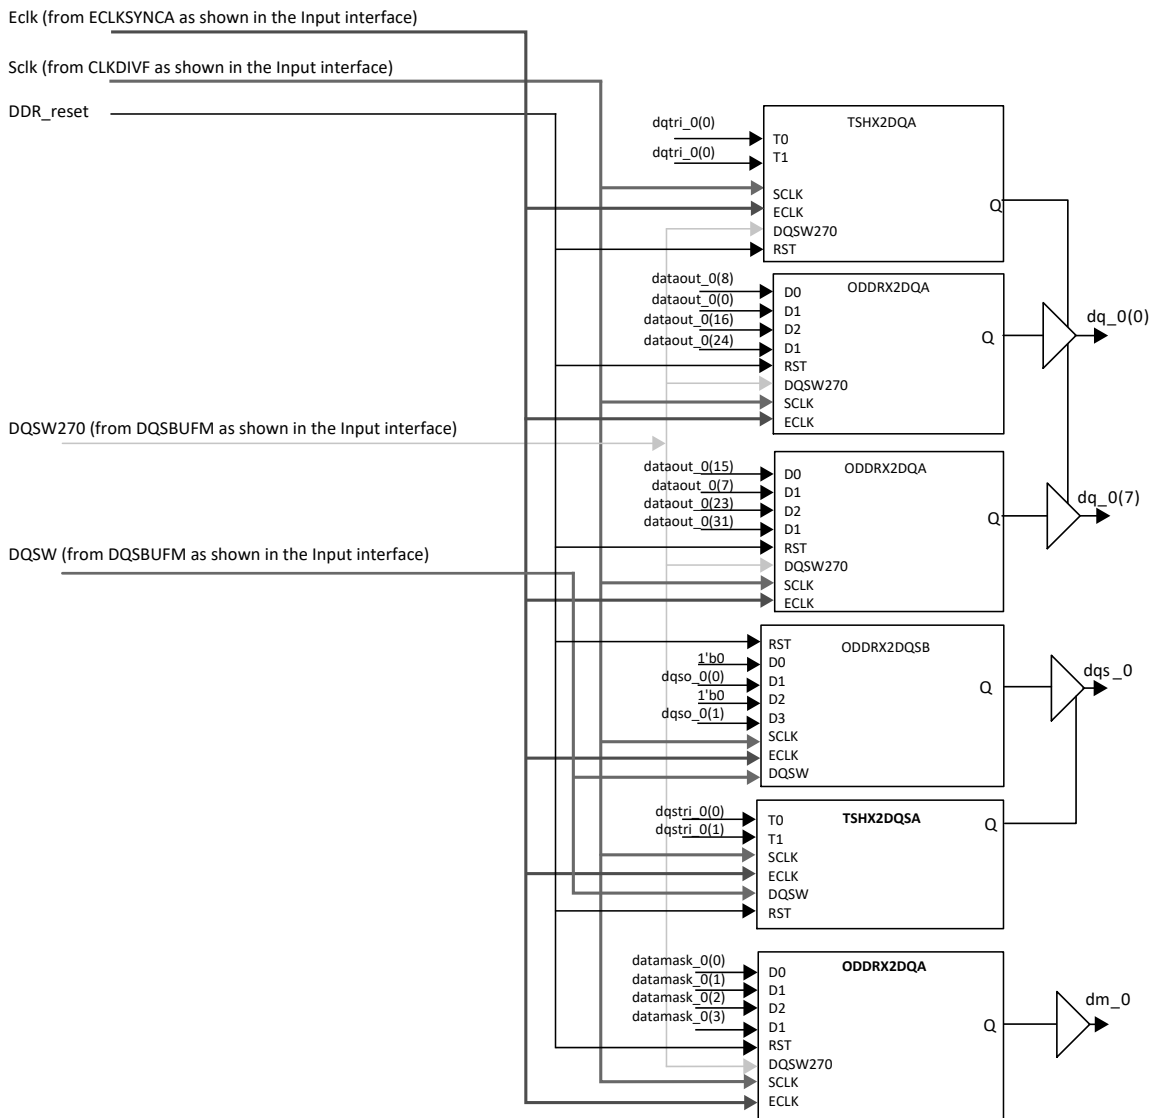 Eclk (from ECLKSYNCA as shown in the Input interface)
Sclk (from CLKDIVF as shown in the Input interface)
DDR_reset
dqtri_0(0)
dqtri_0(0)
TSHX2DQA
T0
T1
SCLK
ECLK
DQSW270
RST
Q
dataout_0(8)
dataout_0(0)
dataout_0(16)
dataout_0(24)
ODDRX2DQA
D0
D1
D2
D1
RST
DQSW270
SCLK
ECLK
Q
dq_0(0)
DQSW270 (from DQSBUFM as shown in the Input interface)
dataout_0(15)
dataout_0(7)
dataout_0(23)
dataout_0(31)
ODDRX2DQA
D0
D1
D2
D1
RST
DQSW270
SCLK
ECLK
Q
dq_0(7)
DQSW (from DQSBUFM as shown in the Input interface)
1'b0
dqso_0(0)
1'b0
dqso_0(1)
ODDRX2DQSB
RST
D0
D1
D2
D3
SCLK
ECLK
DQSW
Q
dqs_0
dqstri_0(0)
dqstri_0(1)
TSHX2DQSA
T0
T1
SCLK
ECLK
DQSW
RST
Q
datamask_0(0)
datamask_0(1)
datamask_0(2)
datamask_0(3)
ODDRX2DQA
D0
D1
D2
D1
RST
DQSW270
SCLK
ECLK
Q
dm_0